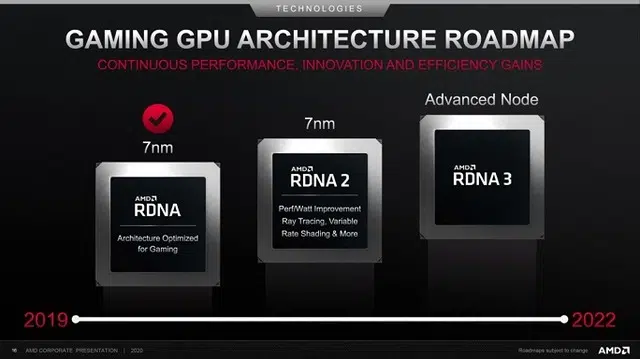 TECHNOLOGIES
GAMING GPU ARCHITECTURE ROADMAP
CONTINUOUS PERFORMANCE, INNOVATION AND EFFICIENCY GAINS
7nm
AMD
RDNA
Architecture Optimized
for Gaming
7nm
AMD
RDNA 2
Perf/Watt Improvement
Ray Tracing, Variable
Rate Shading & More
Advanced Node
AMD
RDNA 3
2019
2022
16 AMD CORPORATE PRESENTATION | 2020
Roadmaps subject to change
AMD